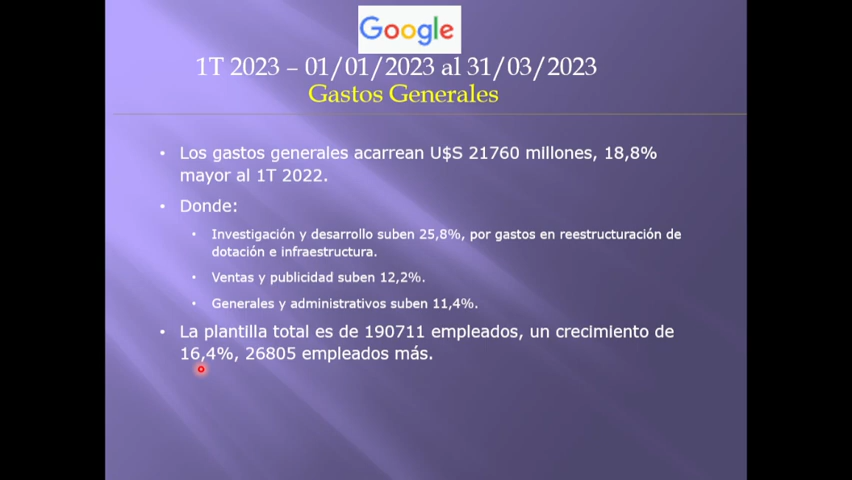 Google
1T 2023 – 01/01/2023 al 31/03/2023
Gastos Generales
• Los gastos generales acarrean U$S 21760 millones, 18,8%
mayor al 1T 2022.
• Donde:
• Investigación y desarrollo suben 25,8%, por gastos en reestructuración de
dotación e infraestructura.
• Ventas y publicidad suben 12,2%.
• Generales y administrativos suben 11,4%.
• La plantilla total es de 190711 empleados, un crecimiento de
16,4%, 26805 empleados más.